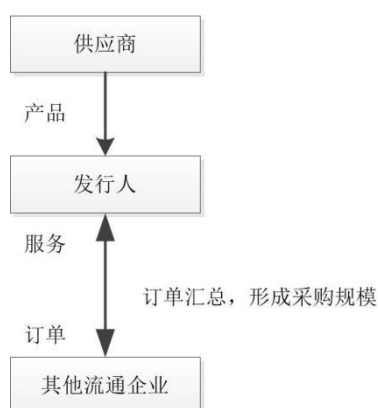 供应商
产品
发行人
服务
订单汇总，形成采购规模
订单
其他流通企业